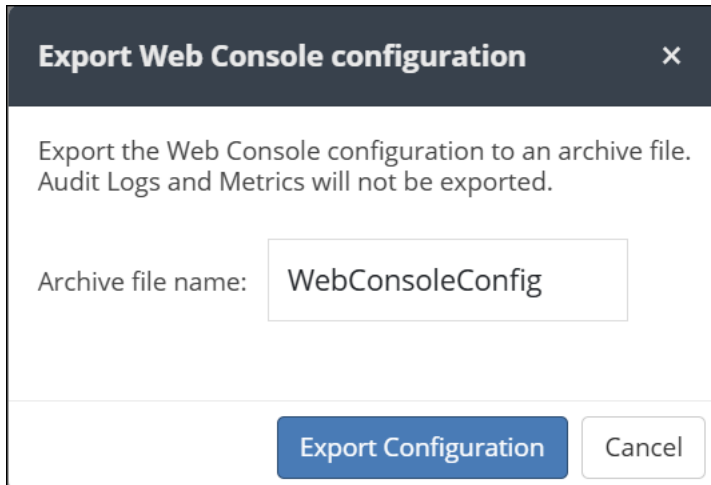 Export Web Console configuration ×
Export the Web Console configuration to an archive file.
Audit Logs and Metrics will not be exported.
Archive file name: WebConsoleConfig
Export Configuration Cancel